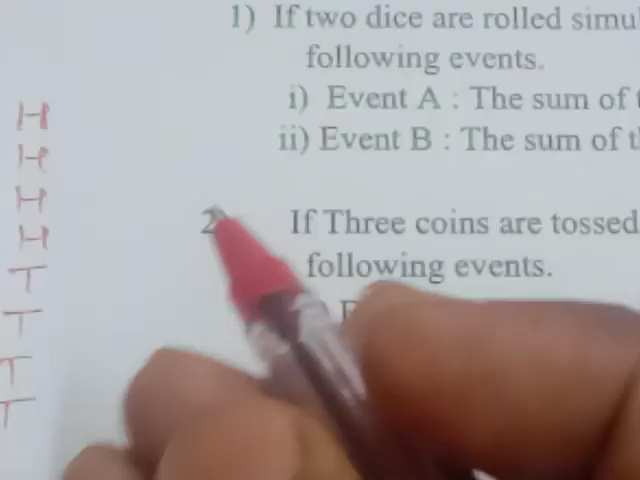 1) If two dice are rolled
following events.
i) Event A : The sum of
ii) Event B : The sum of
2 If Three coins are tossed
following events.
H
H
H
H
T
T
T
T